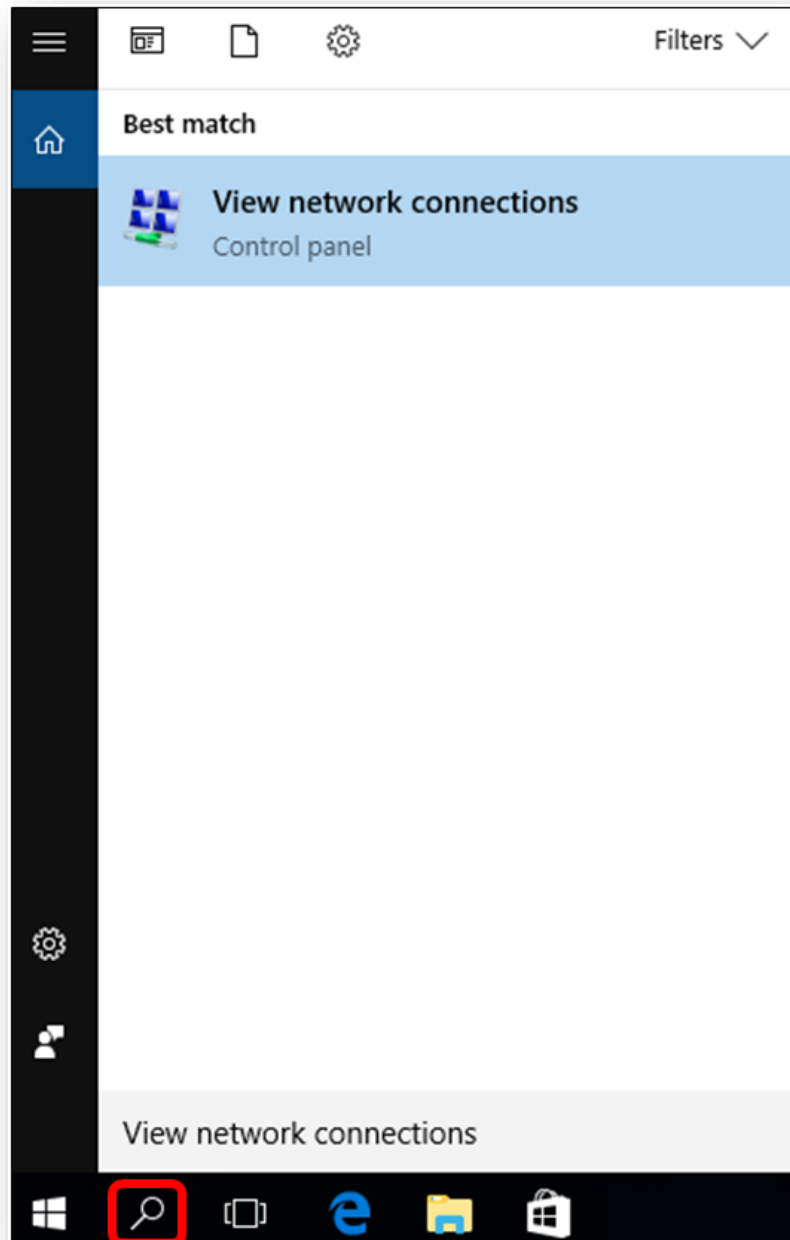 Filters
Best match
View network connections
Control panel
View network connections